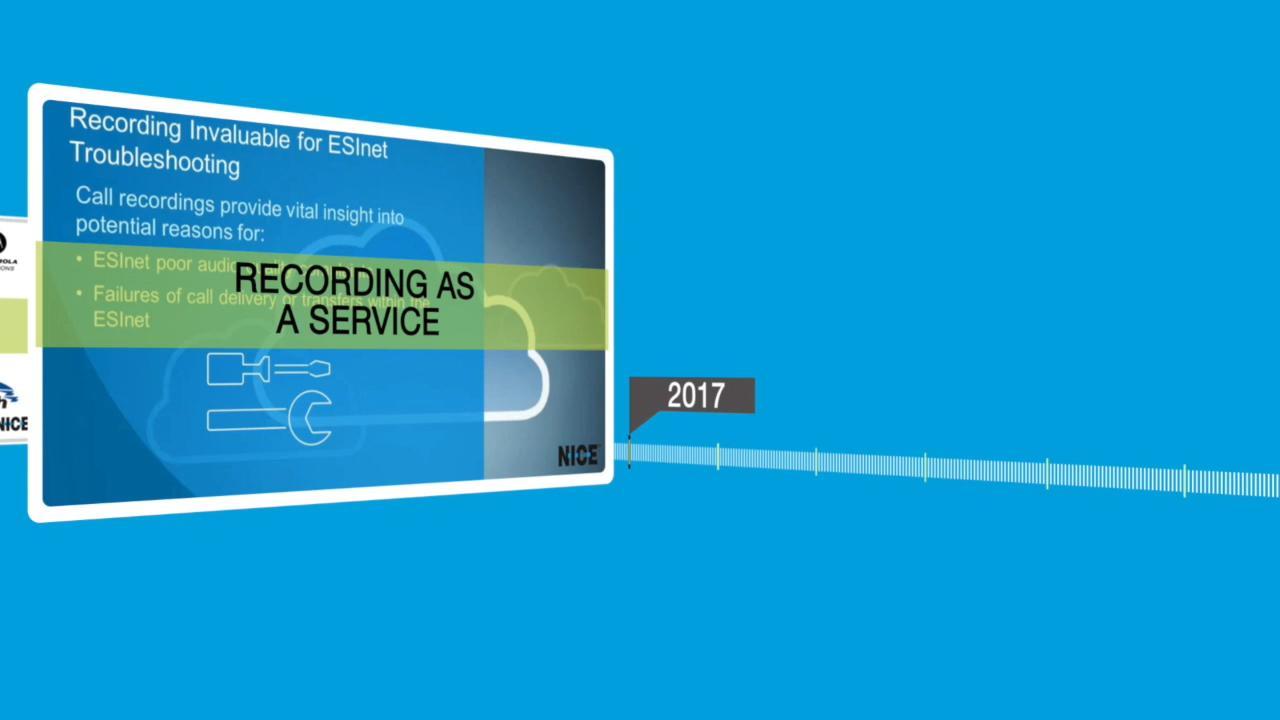 Recording Invaluable for ESInet
Troubleshooting
Call recordings provide vital insight into
potential reasons for:
• ESInet poor audio
• Failures of call delivery or transfers within the
ESInet
RECORDING AS
A SERVICE
NICE
2017
NICE